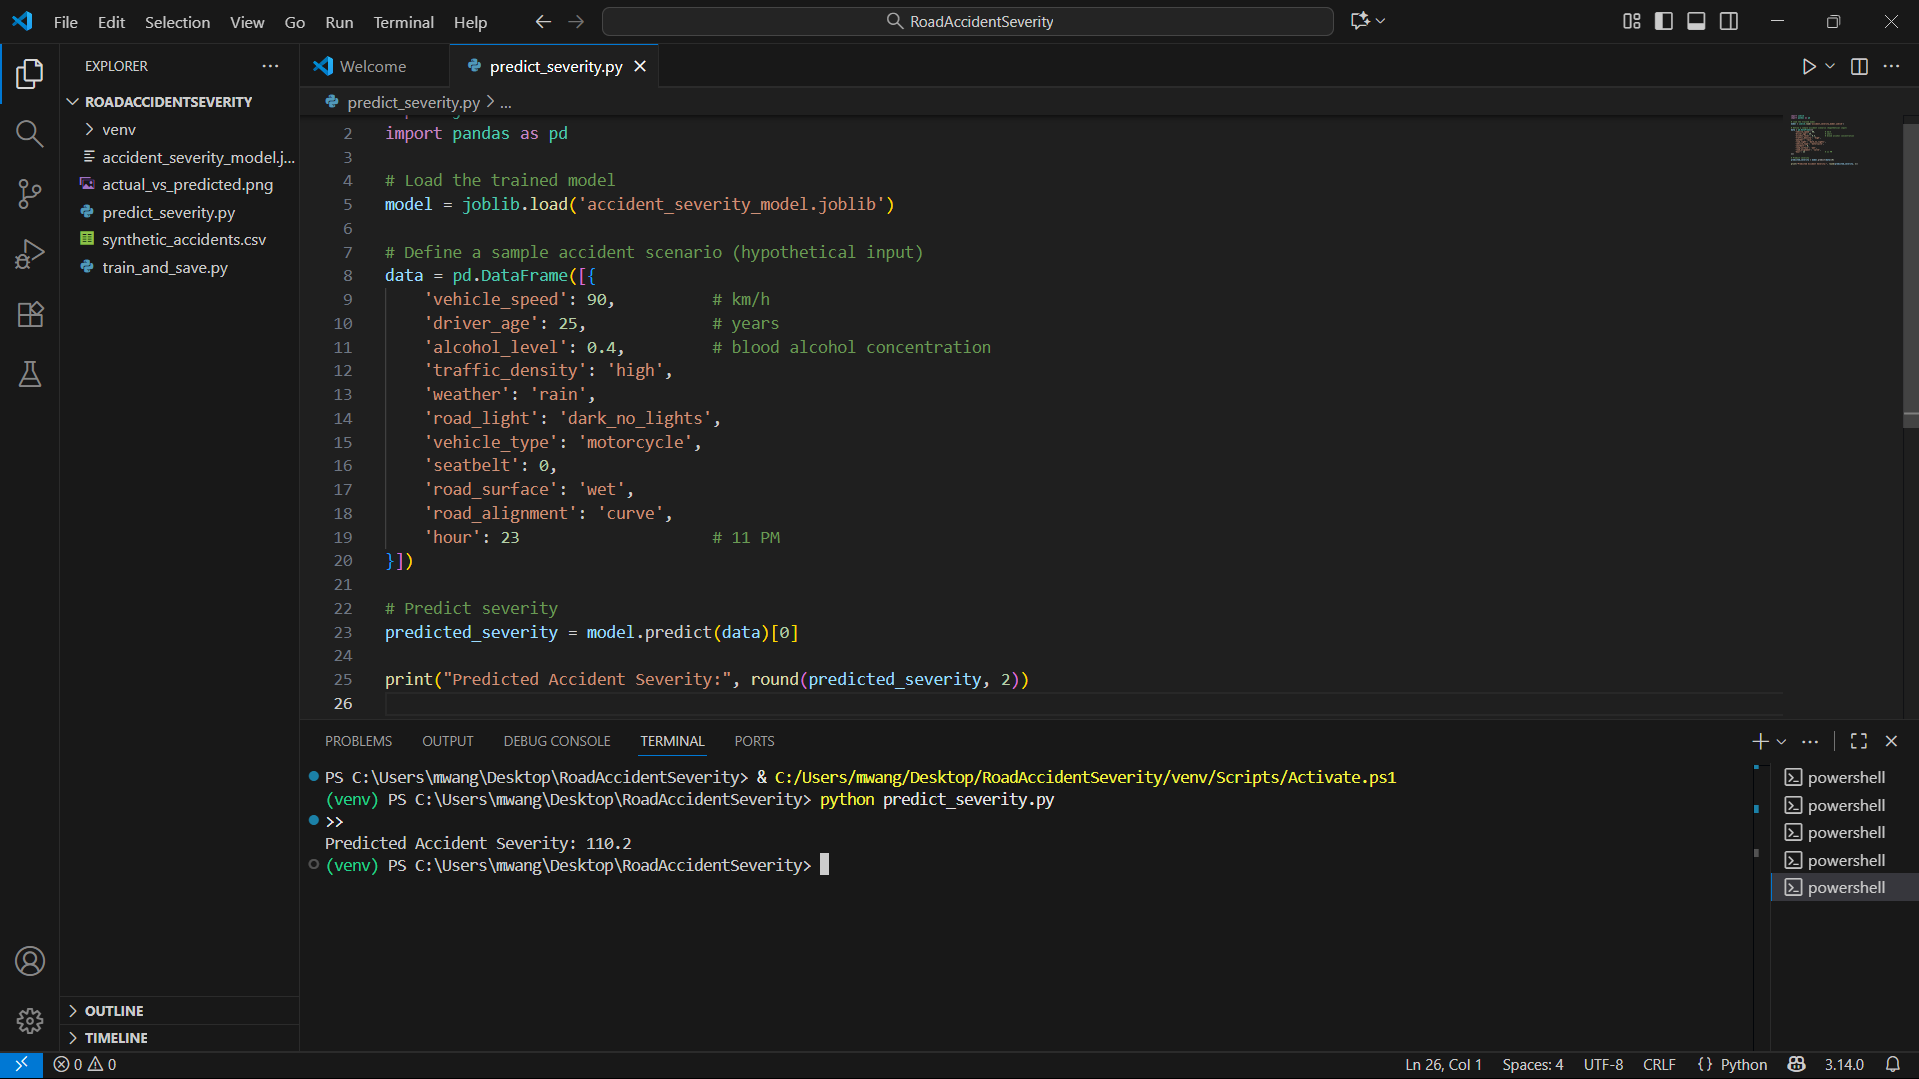 File Edit Selection View Go Run Terminal Help
RoadAccidentSeverity
EXPLORER
ROADACCIDENTSEVERITY
venv
accident_severity_model.j...
actual_vs_predicted.png
predict_severity.py
synthetic_accidents.csv
train_and_save.py
OUTLINE
TIMELINE
Welcome
predict_severity.py
predict_severity.py > ...
2 import pandas as pd
3
4 # Load the trained model
5 model = joblib.load('accident_severity_model.joblib')
6
7 # Define a sample accident scenario (hypothetical input)
8 data = pd.DataFrame([{
9 'vehicle_speed': 90, # km/h
10 'driver_age': 25, # years
11 'alcohol_level': 0.4, # blood alcohol concentration
12 'traffic_density': 'high',
13 'weather': 'rain',
14 'road_light': 'dark_no_lights',
15 'vehicle_type': 'motorcycle',
16 'seatbelt': 0,
17 'road_surface': 'wet',
18 'road_alignment': 'curve',
19 'hour': 23 # 11 PM
20 }])
21
22 # Predict severity
23 predicted_severity = model.predict(data)[0]
24
25 print("Predicted Accident Severity:", round(predicted_severity, 2))
26
PROBLEMS OUTPUT DEBUG CONSOLE TERMINAL PORTS
PS C:\Users\mwang\Desktop\RoadAccidentSeverity> & C:/Users/mwang/Desktop/RoadAccidentSeverity/venv/Scripts/Activate.ps1
(venv) PS C:\Users\mwang\Desktop\RoadAccidentSeverity> python predict_severity.py
>>
Predicted Accident Severity: 110.2
(venv) PS C:\Users\mwang\Desktop\RoadAccidentSeverity>
powershell
powershell
powershell
powershell
powershell
0 0
Ln 26, Col 1 Spaces: 4 UTF-8 CRLF {} Python 3.14.0